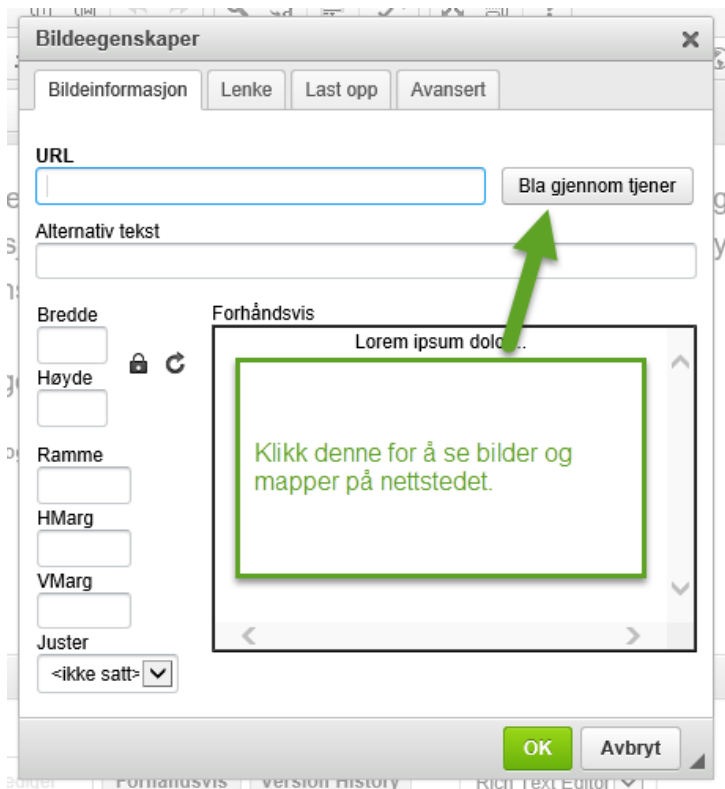 Bildeegenskaper
Bildeinformasjon Lenke Last opp Avansert
URL
Bla gjennom tjener
Alternativ tekst
Bredde
Høyde
Ramme
HMarg
VMarg
Juster
<ikke satt>
Forhåndsvis
Lorem ipsum dolo
Klikk denne for å se bilder og
mapper på nettstedet.
OK Avbryt
Forhåndsvis Version History Rich Text Editor